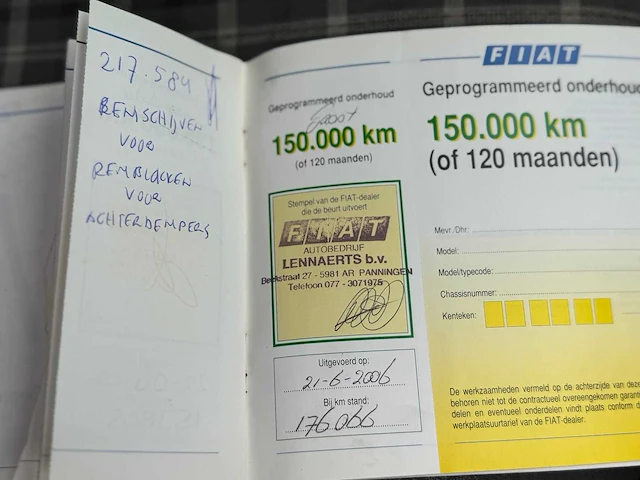 217.584
REMSCHIJVEN
VOOR
REMBLOKKEN
VOOR
ACHTERDEMPERS
Geprogrammeerd onderhoud
Groot
150.000 km
(of 120 maanden)
Stempel van de FIAT-dealer
die de beurt uitvoert
FIAT
AUTOBEDRIJF
LENNAERTS b.v.
Beekstraat 27 - 5981 AR PANNINGEN
Telefoon 077 - 3071975
Uitgevoerd op:
21-6-2006
Bij km stand:
176.066
FIAT
Geprogrammeerd onderhoud
150.000 km
(of 120 maanden)
Mevr./Dhr:
Model:
Modeltypecode:
Chassisnummer:
Kenteken:
De werkzaamheden vermeld op de achterzijde van deze
behoren niet tot de contractueel overeengekomen garant
delen en eventueel onderdelen vindt plaats conform d
werkplaatsuurtarief van de FIAT-dealer.